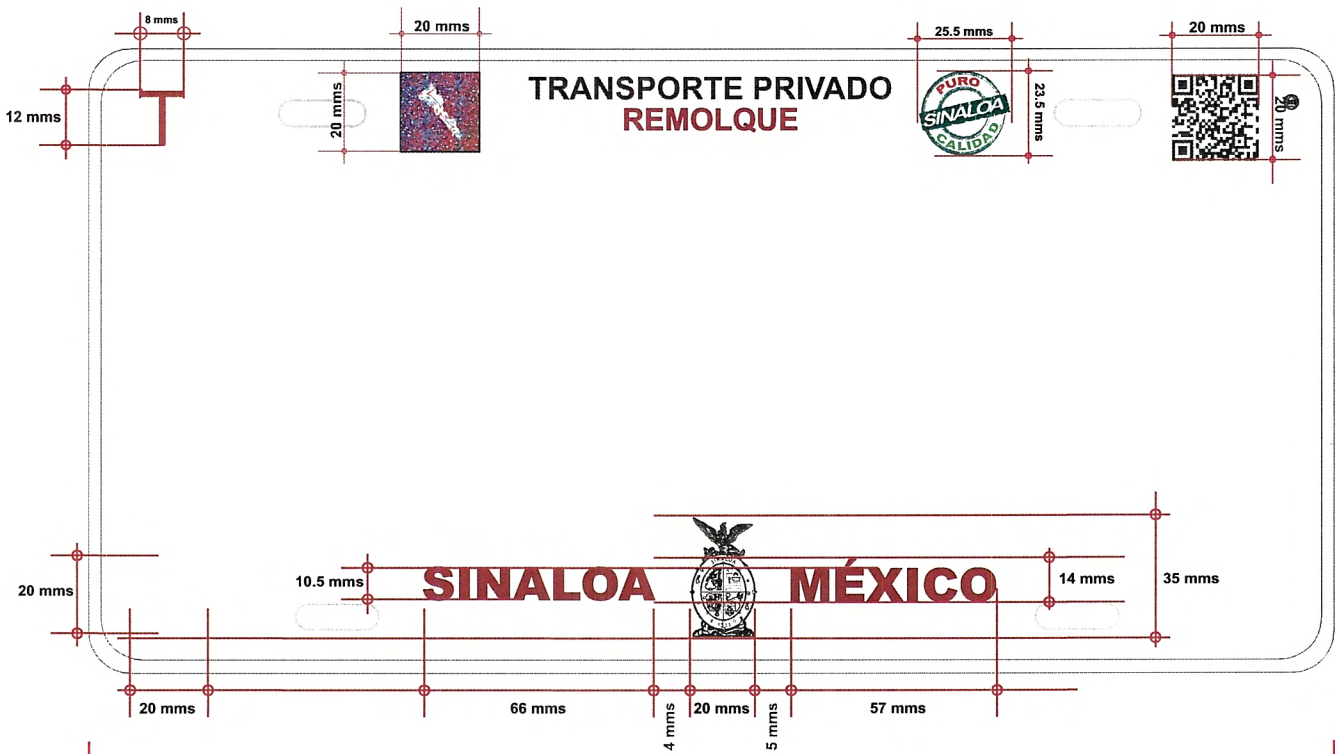 8 mms
20 mms
25.5 mms
20 mms
12 mms
20 mms
TRANSPORTE PRIVADO
REMOLQUE
PURO
SINALOA
CALIDAD
23.5 mms
20 mms
20 mms
10.5 mms
SINALOA
MÉXICO
14 mms
35 mms
20 mms
66 mms
4 mms
20 mms
5 mms
57 mms